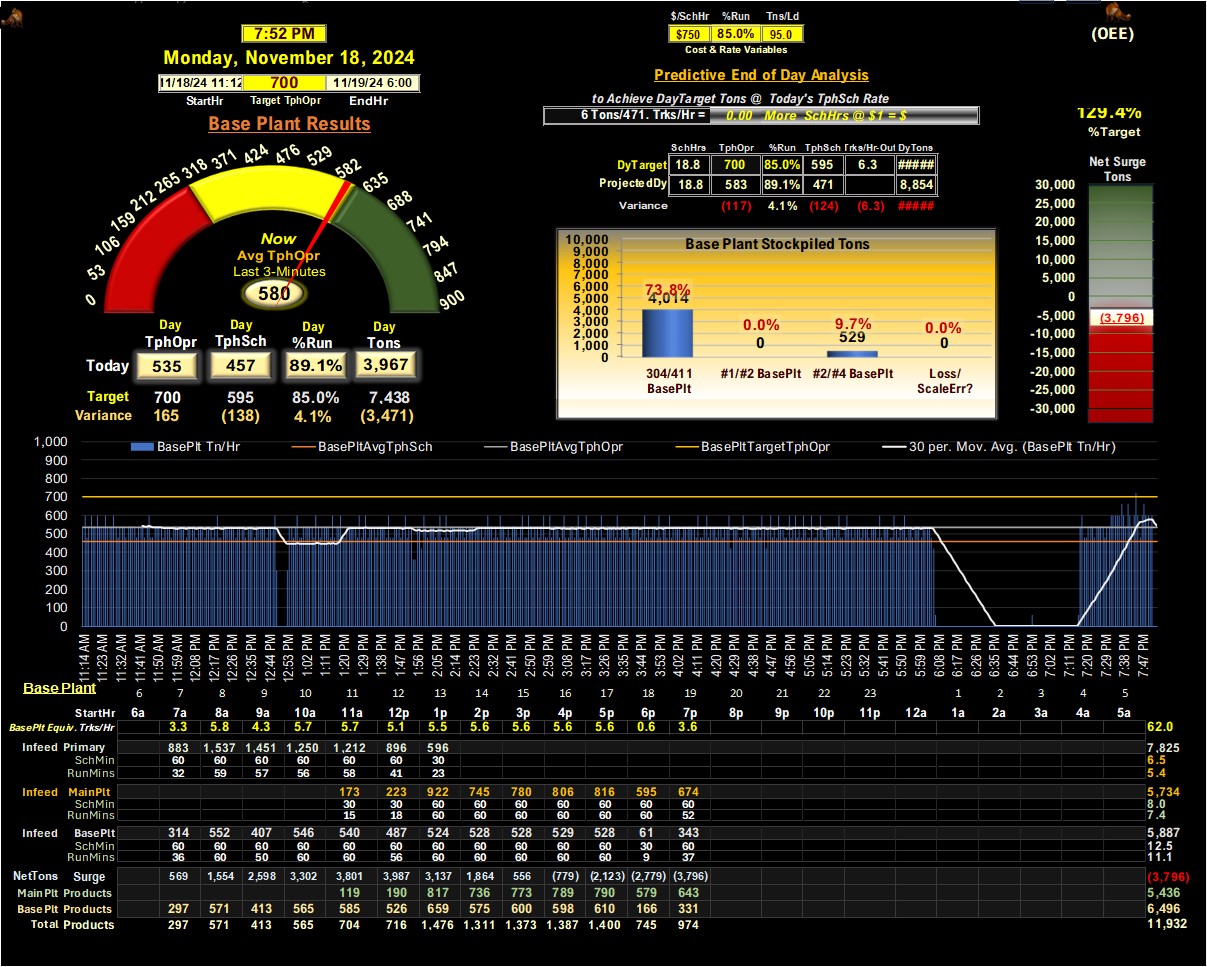 7:52 PM
Monday, November 18, 2024
11/18/24 11:12 700 11/19/24 6:00
StartHr Target TphOpr EndHr
Base Plant Results
0 53 106 159 212 265 318 371 424 476 529 582 635 688 741 794 847 900
Now
Avg TphOpr
Last 3-Minutes
580
Day Day Day Day
TphOpr TphSch %Run Tons
Today 535 457 89.1% 3,967
Target 700 595 85.0% 7,438
Variance 165 (138) 4.1% (3,471)
$/SchHr %Run Tns/Ld
$750 85.0% 95.0
Cost & Rate Variables
Predictive End of Day Analysis
to Achieve DayTarget Tons @ Today's TphSch Rate
6 Tons/471. Trks/Hr = 0.00 More SchHrs @ $1 = $
SchHrs TphOpr %Run TphSch Trks/Hr-Out DyTons
DyTarget 18.8 700 85.0% 595 6.3 #####
ProjectedDy 18.8 583 89.1% 471 8,854
Variance (117) 4.1% (124) (6.3) #####
Base Plant Stockpiled Tons
10,000
9,000
8,000
7,000
6,000
5,000
4,000
3,000
2,000
1,000
0
73.8% 0.0% 9.7% 0.0%
4,014 0 529 0
304/411 BasePlt
#1/#2 BasePlt
#2/#4 BasePlt
Loss/ ScaleErr?
(OEE)
129.4%
%Target
Net Surge
Tons
30,000
25,000
20,000
15,000
10,000
5,000
0
-5,000
-10,000
-15,000
-20,000
-25,000
-30,000
(3,796)
BasePlt Tn/Hr BasePltAvgTphSch BasePltAvgTphOpr BasePltTargetTphOpr 30 per. Mov. Avg. (BasePlt Tn/Hr)
1,000
900
800
700
600
500
400
300
200
100
0
11:14 AM 11:23 AM 11:32 AM 11:41 AM 11:50 AM 11:59 AM 12:08 PM 12:17 PM 12:26 PM 12:35 PM 12:44 PM 12:53 PM 1:02 PM 1:11 PM 1:20 PM 1:29 PM 1:38 PM 1:47 PM 1:56 PM 2:05 PM 2:14 PM 2:23 PM 2:32 PM 2:41 PM 2:50 PM 2:59 PM 3:08 PM 3:17 PM 3:26 PM 3:35 PM 3:44 PM 3:53 PM 4:02 PM 4:11 PM 4:20 PM 4:29 PM 4:38 PM 4:47 PM 4:56 PM 5:05 PM 5:14 PM 5:23 PM 5:32 PM 5:41 PM 5:50 PM 5:59 PM 6:08 PM 6:17 PM 6:26 PM 6:35 PM 6:44 PM 6:53 PM 7:02 PM 7:11 PM 7:20 PM 7:29 PM 7:38 PM 7:47 PM
Base Plant 6 7 8 9 10 11 12 13 14 15 16 17 18 19 20 21 22 23 1 2 3 4 5
StartHr 6a 7a 8a 9a 10a 11a 12p 1p 2p 3p 4p 5p 6p 7p 8p 9p 10p 11p 12a 1a 2a 3a 4a 5a
BasePlt Equiv. Trks/Hr 3.3 5.8 4.3 5.7 5.7 5.1 5.5 5.6 5.6 5.6 5.6 0.6 3.6 62.0
Infeed Primary 883 1,537 1,451 1,250 1,212 896 596 7,825
SchMin 60 60 60 60 60 60 30 6.5
RunMins 32 59 57 56 58 41 23 5.4
Infeed MainPlt 173 223 922 745 780 806 816 595 674 5,734
SchMin 30 30 60 60 60 60 60 60 60 8.0
RunMins 15 18 60 60 60 60 60 60 52 7.4
Infeed BasePlt 314 552 407 546 540 487 524 528 528 529 528 61 343 5,887
SchMin 60 60 60 60 60 60 60 60 60 60 60 30 60 12.5
RunMins 36 60 50 60 60 56 60 60 60 60 60 9 37 11.1
NetTons Surge 569 1,554 2,598 3,302 3,801 3,987 3,137 1,864 556 (779) (2,123) (2,779) (3,796) (3,796)
MainPlt Products 119 190 817 736 773 789 790 579 643 5,436
BasePlt Products 297 571 413 565 585 526 659 575 600 598 610 166 331 6,496
Total Products 297 571 413 565 704 716 1,476 1,311 1,373 1,387 1,400 745 974 11,932